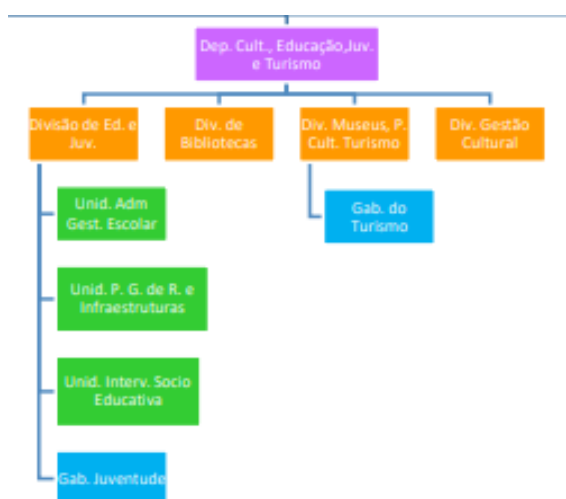 Dep. Cult., Educação,Juv.
e Turismo
Divisão de Ed. e
Juv.
Div. de
Bibliotecas
Div. Museus, P.
Cult. Turismo
Div. Gestão
Cultural
Unid. Adm
Gest. Escolar
Gab. do
Turismo
Unid. P. G. de R. e
Infraestruturas
Unid. Interv. Socio
Educativa
Gab. Juventude